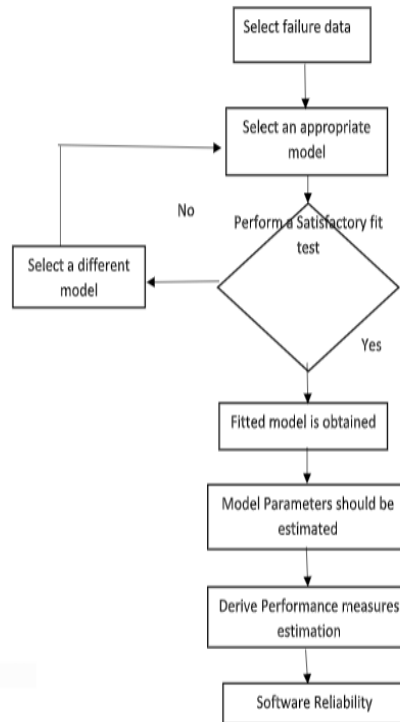 Select failure data
Select an appropriate
model
No
Perform a Satisfactory fit
test
Select a different
model
Yes
Fitted model is obtained
Model Parameters should be
estimated
Derive Performance measures
estimation
Software Reliability